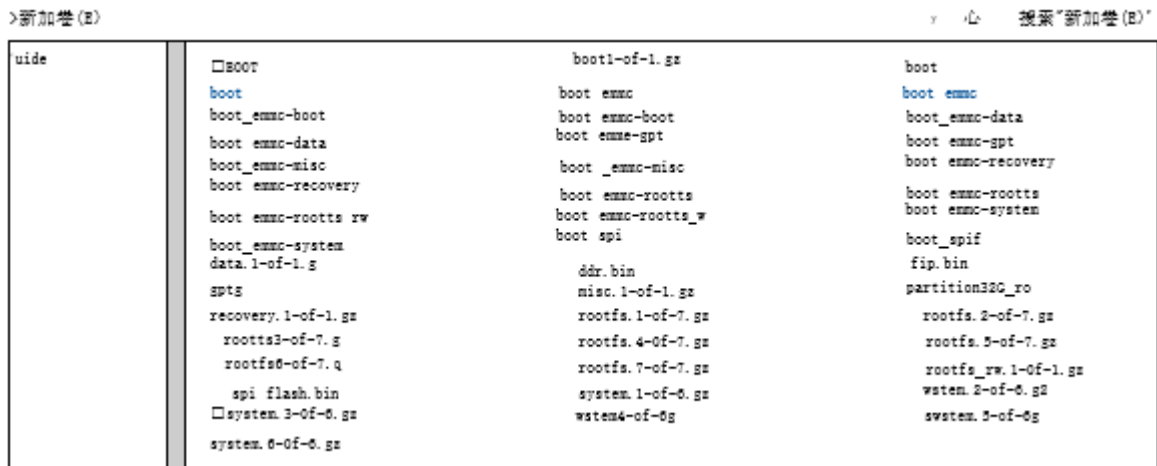 >新加卷(E) y 心 搜索"新加卷(E)"
uide
□BOOT boot1-of-1.gz boot
boot boot emmc boot emmc
boot_emmc-boot boot emmc-boot boot_emmc-data
boot emmc-data boot emme-gpt boot emmc-gpt
boot_emmc-misc boot _emmc-misc boot emmc-recovery
boot emmc-recovery boot emmc-rootts boot emmc-rootts
boot emmc-rootts rw boot emmc-rootts_w boot emmc-system
boot_emmc-system boot spi boot_spif
data.1-of-1.g ddr.bin fip.bin
gptg misc.1-of-1.gz partition32G_ro
recovery.1-of-1.gz rootfs.1-of-7.gz rootfs.2-of-7.gz
rootts3-of-7.g rootfs.4-0f-7.gz rootfs.5-of-7.gz
rootfs6-of-7.q rootfs.7-of-7.gz rootfs_rw.1-0f-1.gz
spi flash.bin system.1-of-6.gz wstem.2-of-6.g2
□system.3-0f-6.gz wstem4-of-6g swstem.5-of-6g
system.6-0f-6.gz